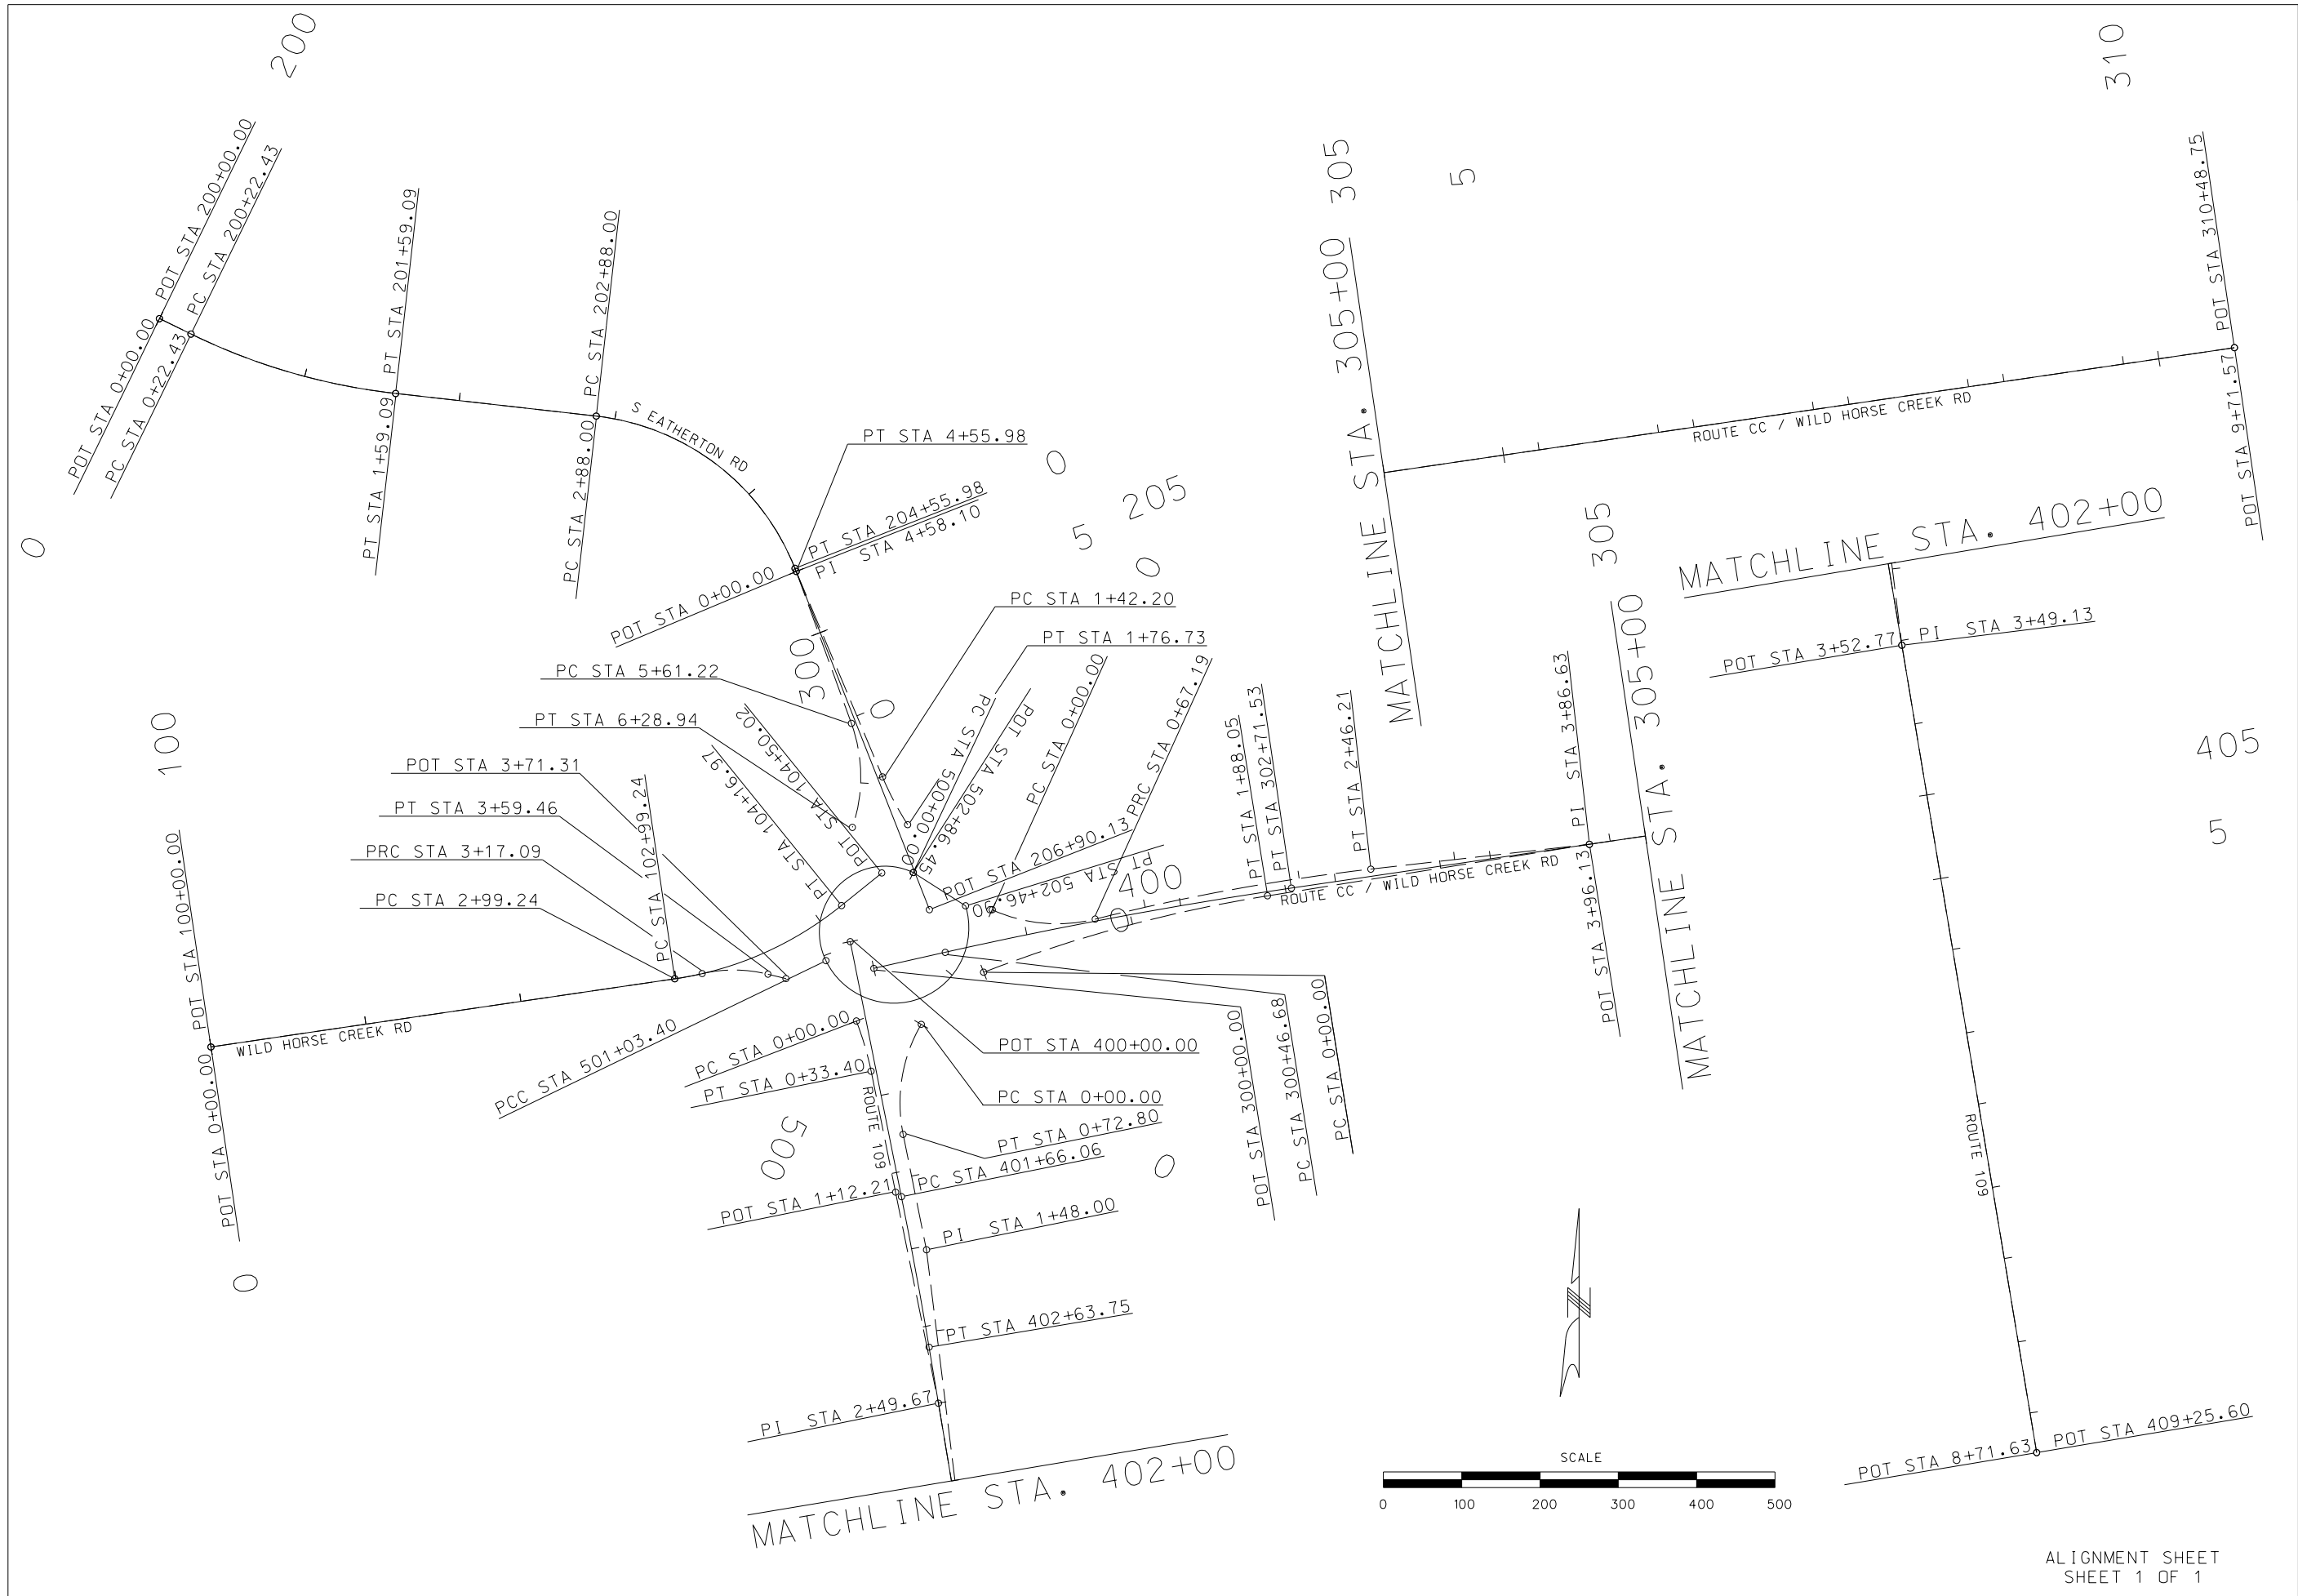 200
310
POT STA 200+00.00
PC STA 200+22.43
POT STA 0+00.00
PC STA 0+22.43
0
PT STA 201+59.09
PT STA 1+59.09
PC STA 202+88.00
PC STA 2+88.00
S EATHERTON RD
PT STA 4+55.98
PT STA 204+55.98
PI STA 4+58.10
POT STA 0+00.00
0
5
205
0
305
5
MATCHLINE STA. 305+00
ROUTE CC / WILD HORSE CREEK RD
POT STA 310+48.75
POT STA 9+71.57
MATCHLINE STA. 402+00
POT STA 3+52.77
PI STA 3+49.13
405
5
ROUTE 109
POT STA 8+71.63
POT STA 409+25.60
305
MATCHLINE STA. 305+00
PI STA 3+86.63
POT STA 3+96.13
PC STA 1+42.20
PT STA 1+76.73
300
0
PC STA 5+61.22
PT STA 6+28.94
POT STA 3+71.31
PT STA 3+59.46
PRC STA 3+17.09
PC STA 2+99.24
PC STA 102+99.24
PT STA 104+16.97
POT STA 104+50.02
PC STA 500+00.00
POT STA 502+86.45
PC STA 0+00.00
PRC STA 0+67.19
POT STA 206+90.13
PT STA 502+46.90
400
0
PT STA 1+88.05
PT STA 302+71.53
PT STA 2+46.21
ROUTE CC / WILD HORSE CREEK RD
100
POT STA 100+00.00
POT STA 0+00.00
0
WILD HORSE CREEK RD
PCC STA 501+03.40
PC STA 0+00.00
PT STA 0+33.40
ROUTE 109
500
POT STA 400+00.00
PC STA 0+00.00
PT STA 0+72.80
PC STA 401+66.06
POT STA 1+12.21
PI STA 1+48.00
0
POT STA 300+00.00
PC STA 300+46.68
PC STA 0+00.00
PT STA 402+63.75
PI STA 2+49.67
MATCHLINE STA. 402+00
N
SCALE
0 100 200 300 400 500
ALIGNMENT SHEET
SHEET 1 OF 1